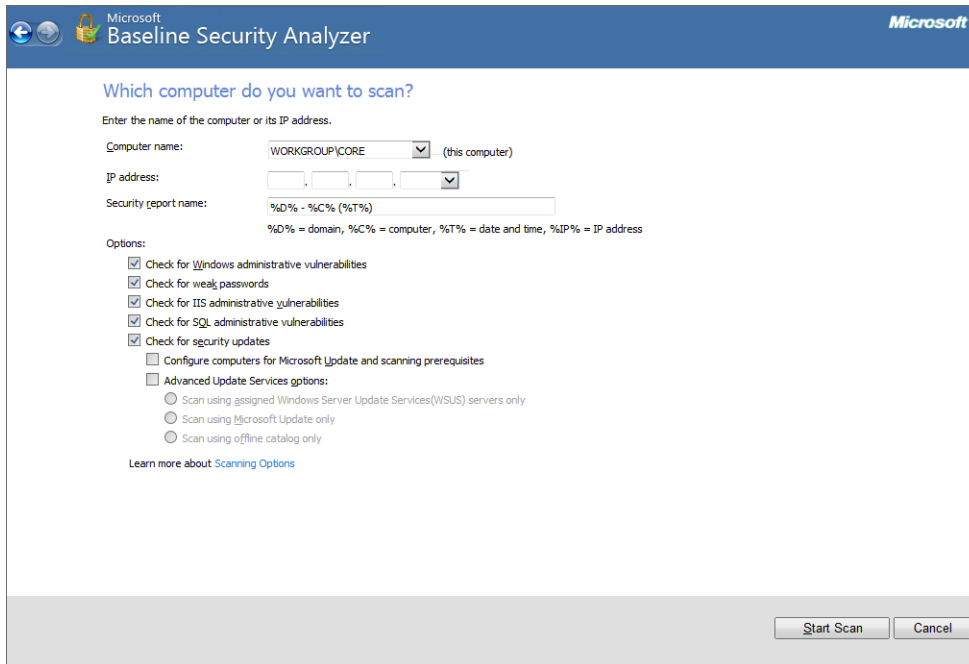 Microsoft
Baseline Security Analyzer
Microsoft
Which computer do you want to scan?
Enter the name of the computer or its IP address.
Computer name:
WORKGROUP\CORE
(this computer)
IP address:
. . .
Security report name:
%D% - %C% (%T%)
%D% = domain, %C% = computer, %T% = date and time, %IP% = IP address
Options:
Check for Windows administrative vulnerabilities
Check for weak passwords
Check for IIS administrative vulnerabilities
Check for SQL administrative vulnerabilities
Check for security updates
Configure computers for Microsoft Update and scanning prerequisites
Advanced Update Services options:
Scan using assigned Windows Server Update Services(WSUS) servers only
Scan using Microsoft Update only
Scan using offline catalog only
Learn more about Scanning Options
Start Scan
Cancel